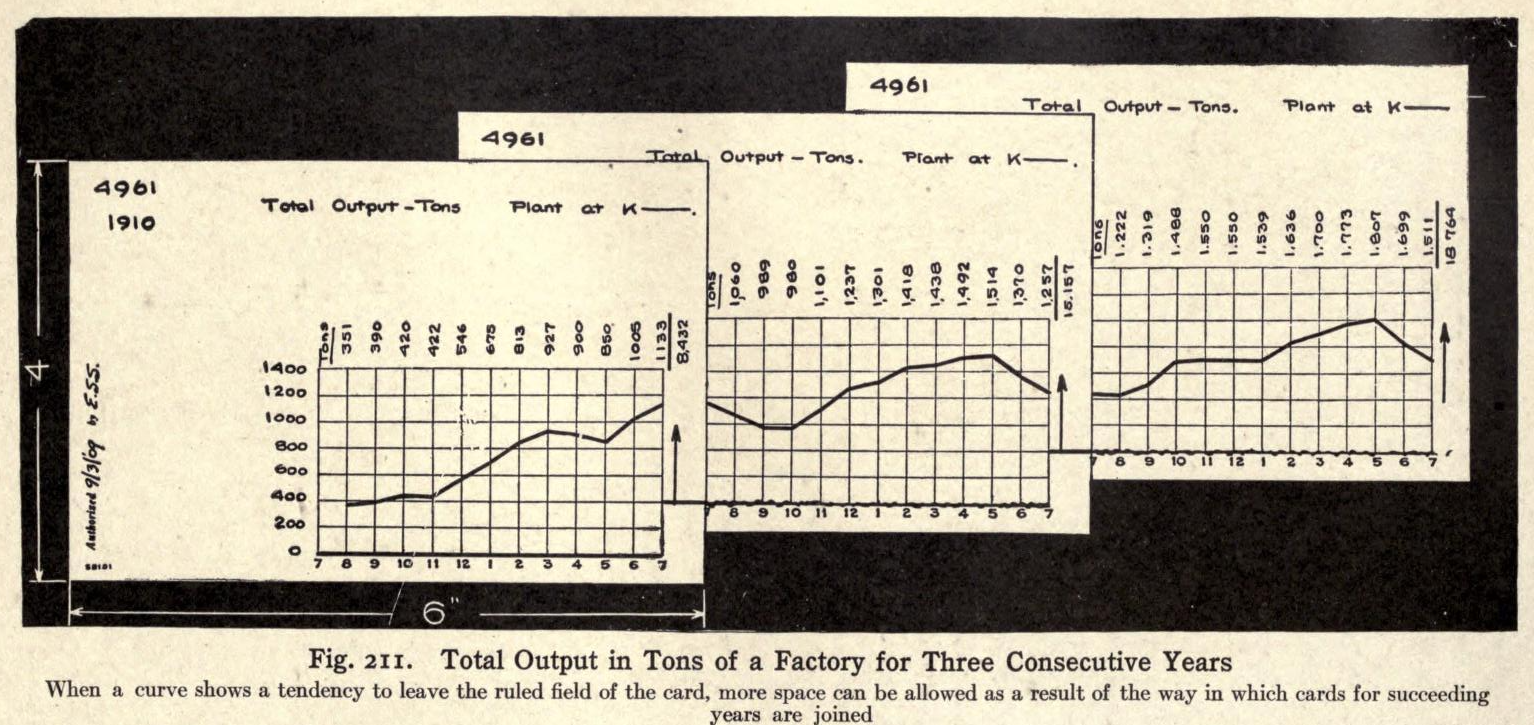 4961
Total Output – Tons. Plant at K——
4961
Total Output – Tons. Plant at K——.
4961
1910
Total Output – Tons Plant at K——.
Tons 1.222 1.319 1.488 1.550 1.550 1.539 1.636 1.700 1.773 1.807 1.699 1.511 18 764
Tons 1,060 989 980 1,101 1,237 1,301 1,418 1,438 1,492 1,514 1,370 1,257 15.157
Tons 351 390 420 422 546 675 813 927 900 850 1005 1133 8,432
1400
1200
1000
800
600
400
200
0
7 8 9 10 11 12 1 2 3 4 5 6 7
7 8 9 10 11 12 1 2 3 4 5 6 7
7 8 9 10 11 12 1 2 3 4 5 6 7
Authorized 9/3/09 by E.S.S.
4
6"
Fig. 211. Total Output in Tons of a Factory for Three Consecutive Years
When a curve shows a tendency to leave the ruled field of the card, more space can be allowed as a result of the way in which cards for succeeding
years are joined